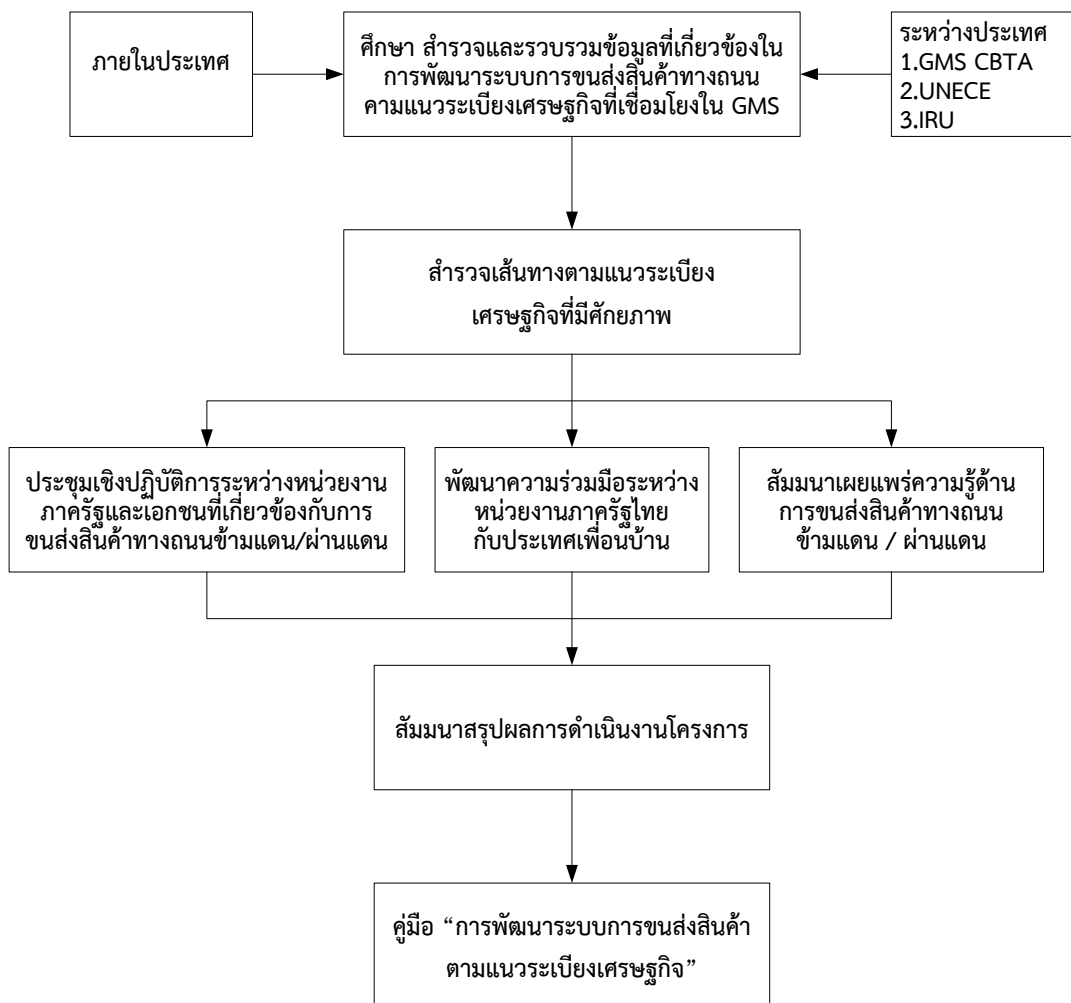 ภายในประเทศ
ศึกษา สำรวจและรวบรวมข้อมูลที่เกี่ยวข้องใน
การพัฒนาระบบการขนส่งสินค้าทางถนน
คามแนวระเบียงเศรษฐกิจที่เชื่อมโยงใน GMS
ระหว่างประเทศ
1.GMS CBTA
2.UNECE
3.IRU
สำรวจเส้นทางตามแนวระเบียง
เศรษฐกิจที่มีศักยภาพ
ประชุมเชิงปฏิบัติการระหว่างหน่วยงาน
ภาครัฐและเอกชนที่เกี่ยวข้องกับการ
ขนส่งสินค้าทางถนนข้ามแดน/ผ่านแดน
พัฒนาความร่วมมือระหว่าง
หน่วยงานภาครัฐไทย
กับประเทศเพื่อนบ้าน
สัมมนาเผยแพร่ความรู้ด้าน
การขนส่งสินค้าทางถนน
ข้ามแดน / ผ่านแดน
สัมมนาสรุปผลการดำเนินงานโครงการ
คู่มือ “การพัฒนาระบบการขนส่งสินค้า
ตามแนวระเบียงเศรษฐกิจ”